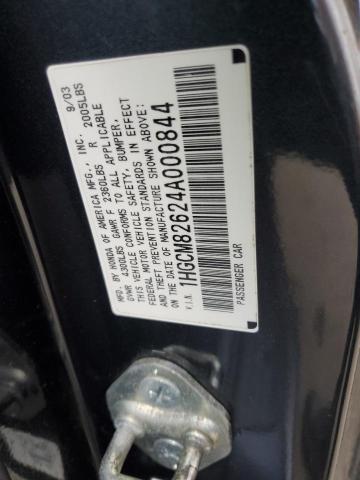 MFD. BY HONDA OF AMERICA MFG., INC. 9/03
GVWR 4300LBS GAWR F 2360LBS R 2005LBS
THIS VEHICLE CONFORMS TO ALL APPLICABLE
FEDERAL MOTOR VEHICLE SAFETY, BUMPER,
AND THEFT PREVENTION STANDARDS IN EFFECT
ON THE DATE OF MANUFACTURE SHOWN ABOVE:
1HGCM82624A000844
V.I.N. PASSENGER CAR